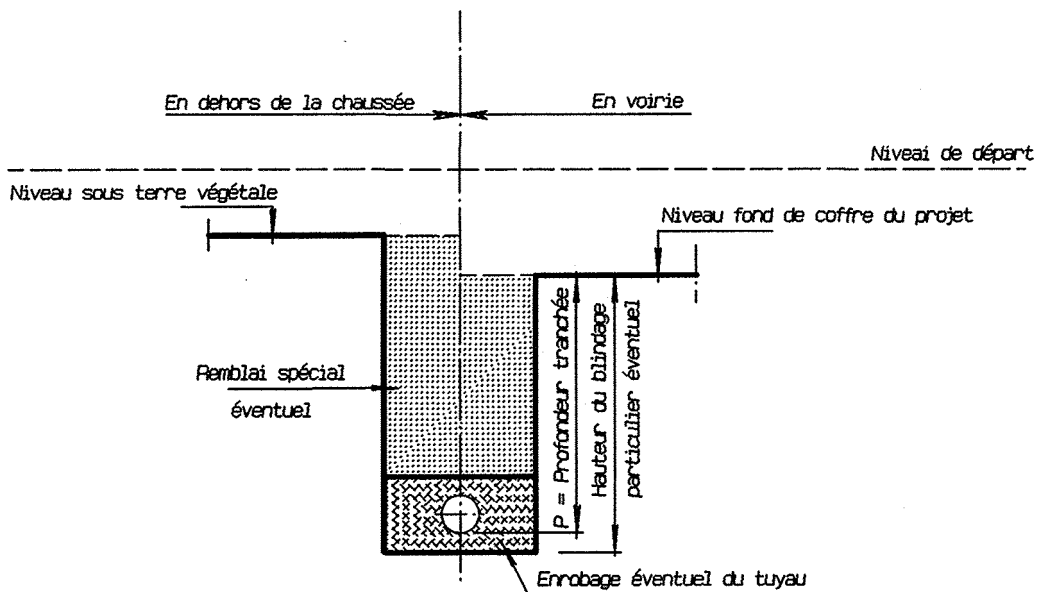 En dehors de la chaussée
En voirie
Niveai de départ
Niveau sous terre végétale
Niveau fond de coffre du projet
Remblai spécial
éventuel
P = Profondeur tranchée
Hauteur du blindage
particulier éventuel
Enrobage éventuel du tuyau